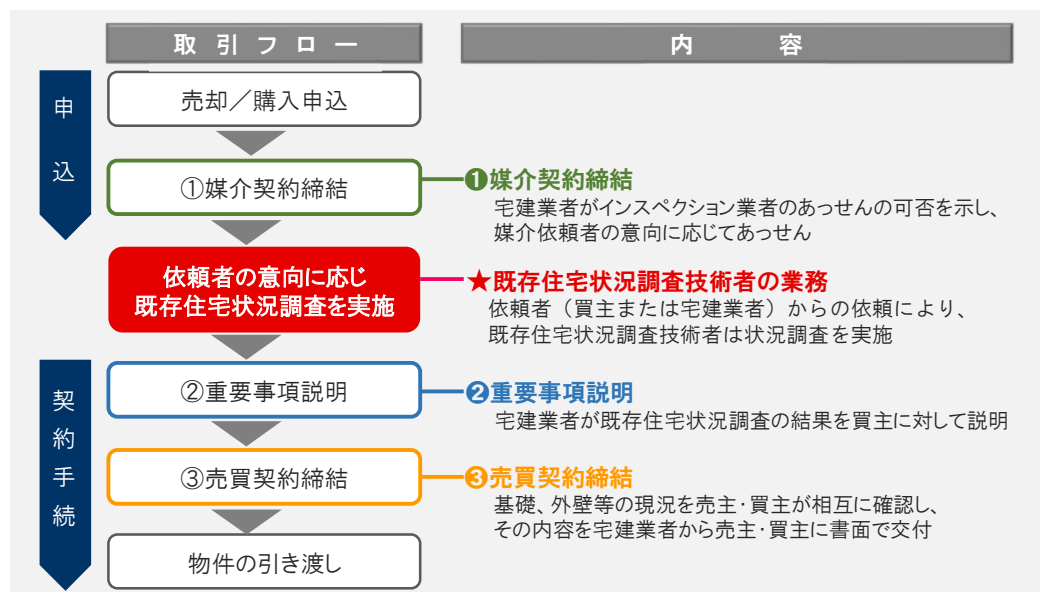 取引フロー
内容
申込
売却／購入申込
①媒介契約締結
❶媒介契約締結
宅建業者がインスペクション業者のあっせんの可否を示し、
媒介依頼者の意向に応じてあっせん
依頼者の意向に応じ
既存住宅状況調査を実施
★既存住宅状況調査技術者の業務
依頼者（買主または宅建業者）からの依頼により、
既存住宅状況調査技術者は状況調査を実施
契約手続
②重要事項説明
❷重要事項説明
宅建業者が既存住宅状況調査の結果を買主に対して説明
③売買契約締結
❸売買契約締結
基礎、外壁等の現況を売主・買主が相互に確認し、
その内容を宅建業者から売主・買主に書面で交付
物件の引き渡し